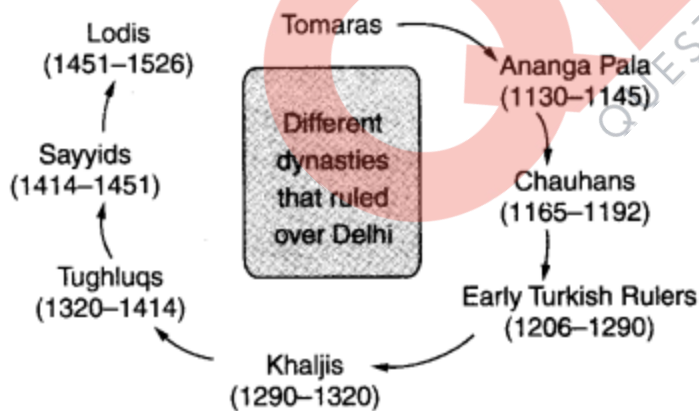 Tomaras
Ananga Pala
(1130–1145)
Chauhans
(1165–1192)
Early Turkish Rulers
(1206–1290)
Khaljis
(1290–1320)
Tughluqs
(1320–1414)
Sayyids
(1414–1451)
Lodis
(1451–1526)
Different
dynasties
that ruled
over Delhi
QUEST